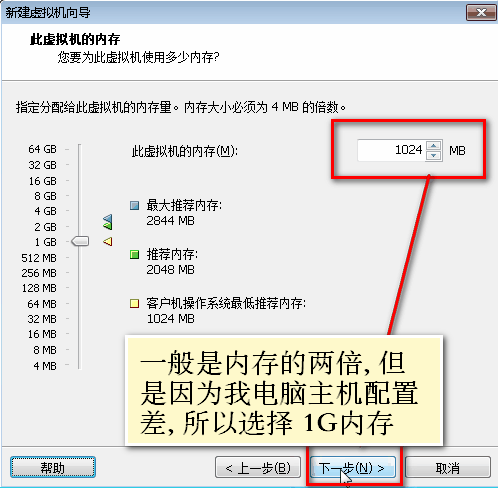 新建虚拟机向导
此虚拟机的内存
您要为此虚拟机使用多少内存?
指定分配给此虚拟机的内存量。内存大小必须为 4 MB 的倍数。
64 GB
32 GB
16 GB
8 GB
4 GB
2 GB
1 GB
512 MB
256 MB
128 MB
64 MB
32 MB
16 MB
8 MB
4 MB
此虚拟机的内存(M):
1024 MB
最大推荐内存:
2844 MB
推荐内存:
2048 MB
客户机操作系统最低推荐内存:
1024 MB
一般是内存的两倍, 但
是因为我电脑主机配置
差, 所以选择 1G内存
帮助
< 上一步(B)
下一步(N) >
取消